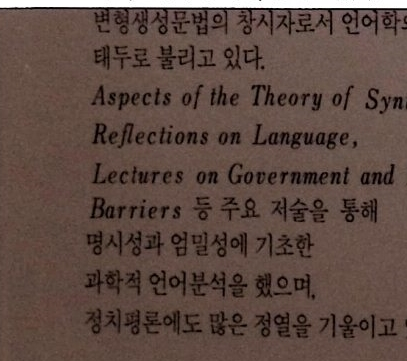 변형생성문법의 창시자로서 언어학의
태두로 불리고 있다.
Aspects of the Theory of
Reflections on Language,
Lectures on Government and
Barriers 등 주요 저술을 통해
명시성과 엄밀성에 기초한
과학적 언어분석을 했으며,
정치평론에도 많은 정열을 기울이고